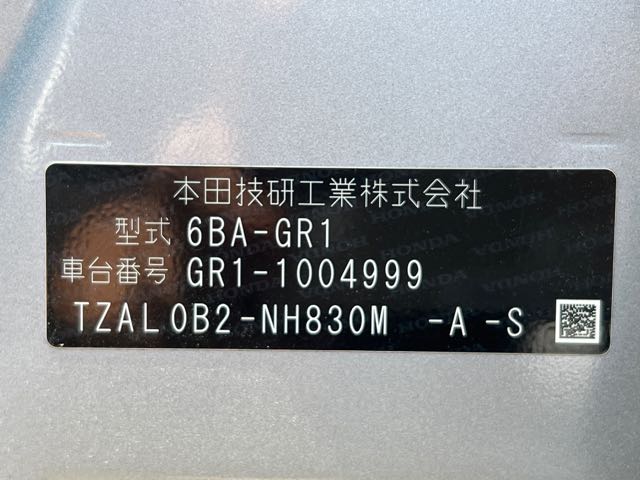 本田技研工業株式会社
型式 6BA-GR1
車台番号 GR1-1004999
TZAL0B2-NH830M -A -S